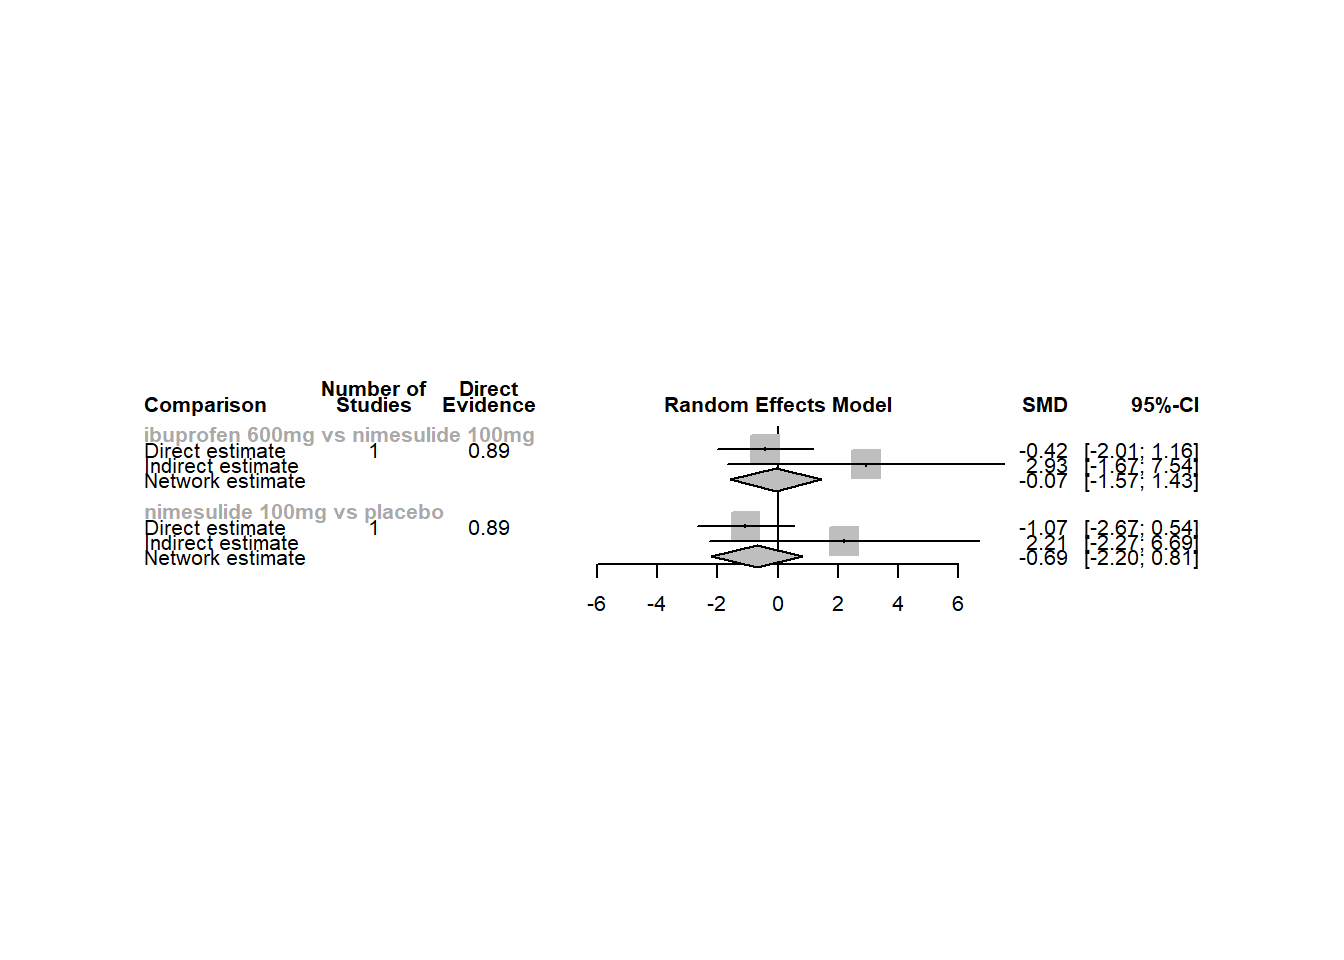 Number of Direct
Comparison Studies Evidence Random Effects Model SMD 95%-CI
ibuprofen 600mg vs nimesulide 100mg
Direct estimate 1 0.89 -0.42 [-2.01; 1.16]
Indirect estimate 2.93 [-1.67; 7.54]
Network estimate -0.07 [-1.57; 1.43]
nimesulide 100mg vs placebo
Direct estimate 1 0.89 -1.07 [-2.67; 0.54]
Indirect estimate 2.21 [-2.27; 6.69]
Network estimate -0.69 [-2.20; 0.81]
-6 -4 -2 0 2 4 6